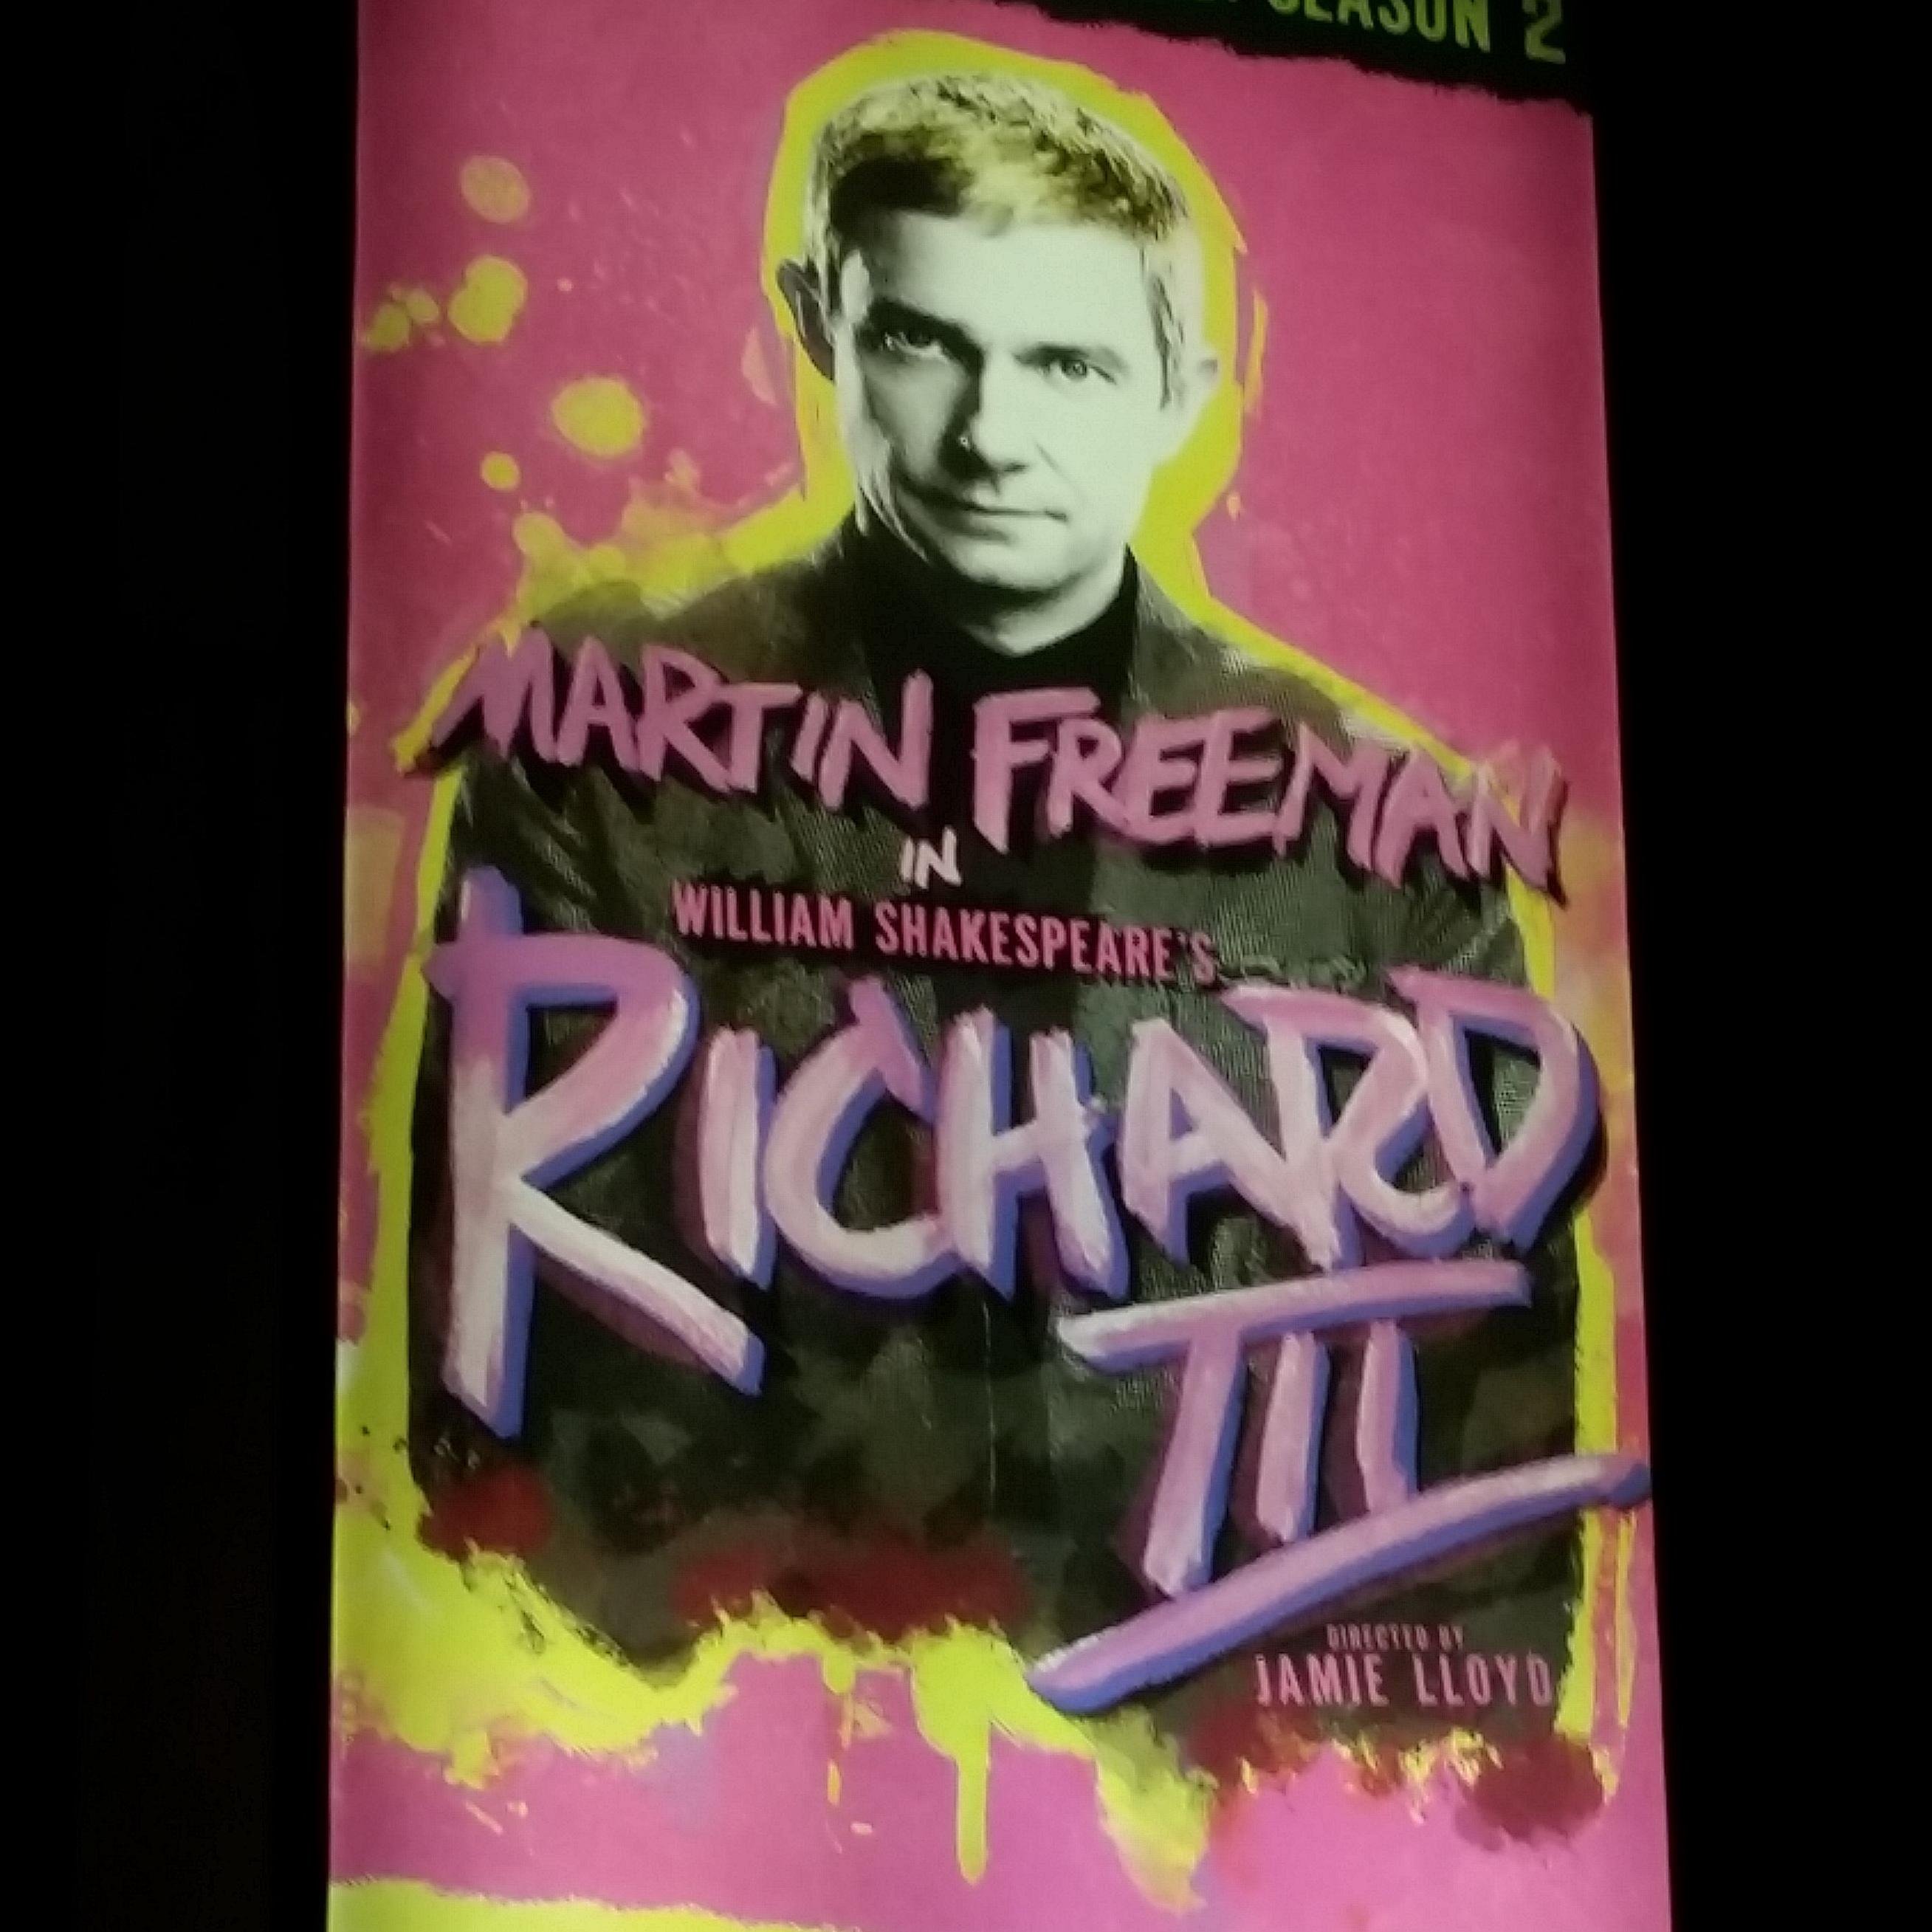 SEASON 2
MARTIN FREEMAN
IN
WILLIAM SHAKESPEARE'S
RICHARD
III
DIRECTED BY
JAMIE LLOYD